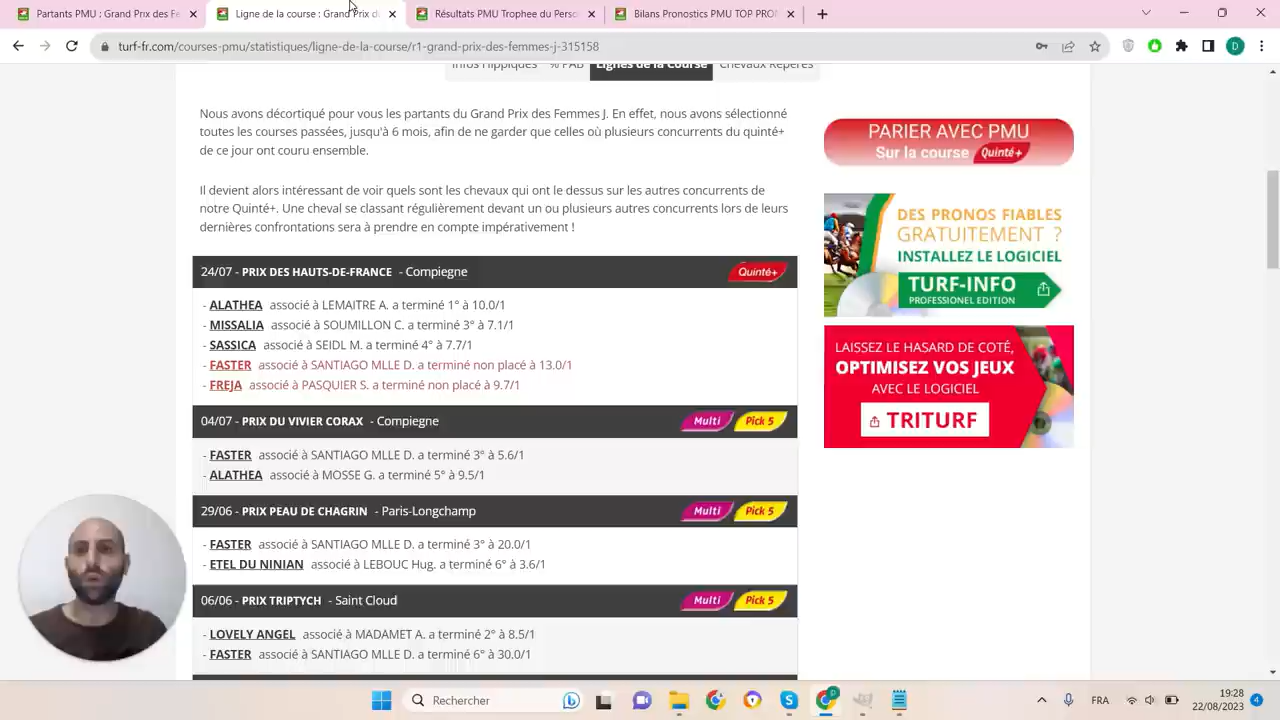 de : Grand Prix des Fe
Ligne de la course : Grand Prix d
Résultats PMU Trophee du Person
Bilans Pronostics PMU TOP PRON
turf-fr.com/courses-pmu/statistiques/ligne-de-la-course/r1-grand-prix-des-femmes-j-315158
D
Infos Hippiques % PAB Lignes de la Course Chevaux Repérés
Nous avons décortiqué pour vous les partants du Grand Prix des Femmes J. En effet, nous avons sélectionné
toutes les courses passées, jusqu'à 6 mois, afin de ne garder que celles où plusieurs concurrents du quinté+
de ce jour ont couru ensemble.
Il devient alors intéressant de voir quels sont les chevaux qui ont le dessus sur les autres concurrents de
notre Quinté+. Une cheval se classant régulièrement devant un ou plusieurs autres concurrents lors de leurs
dernières confrontations sera à prendre en compte impérativement !
24/07 - PRIX DES HAUTS-DE-FRANCE - Compiegne Quinté+
- ALATHEA associé à LEMAITRE A. a terminé 1° à 10.0/1
- MISSALIA associé à SOUMILLON C. a terminé 3° à 7.1/1
- SASSICA associé à SEIDL M. a terminé 4° à 7.7/1
- FASTER associé à SANTIAGO MLLE D. a terminé non placé à 13.0/1
- FREJA associé à PASQUIER S. a terminé non placé à 9.7/1
04/07 - PRIX DU VIVIER CORAX - Compiegne Multi Pick 5
- FASTER associé à SANTIAGO MLLE D. a terminé 3° à 5.6/1
- ALATHEA associé à MOSSE G. a terminé 5° à 9.5/1
29/06 - PRIX PEAU DE CHAGRIN - Paris-Longchamp Multi Pick 5
- FASTER associé à SANTIAGO MLLE D. a terminé 3° à 20.0/1
- ETEL DU NINIAN associé à LEBOUC Hug. a terminé 6° à 3.6/1
06/06 - PRIX TRIPTYCH - Saint Cloud Multi Pick 5
- LOVELY ANGEL associé à MADAMET A. a terminé 2° à 8.5/1
- FASTER associé à SANTIAGO MLLE D. a terminé 6° à 30.0/1
PARIER AVEC PMU
Sur la course Quinté+
DES PRONOS FIABLES
GRATUITEMENT ?
INSTALLEZ LE LOGICIEL
TURF-INFO
PROFESSIONEL EDITION
LAISSEZ LE HASARD DE COTÉ,
OPTIMISEZ VOS JEUX
AVEC LE LOGICIEL
TRITURF
Rechercher
FRA
19:28
22/08/2023
4